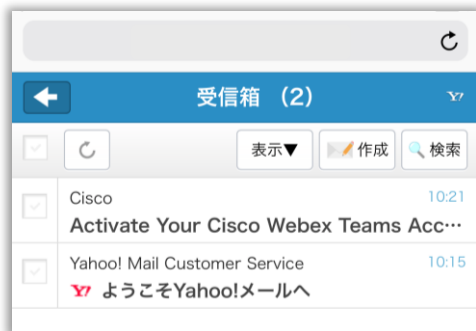 受信箱 （2）
Y!
表示▼ 作成 検索
Cisco 10:21
Activate Your Cisco Webex Teams Acc…
Yahoo! Mail Customer Service 10:15
Y! ようこそYahoo!メールへ